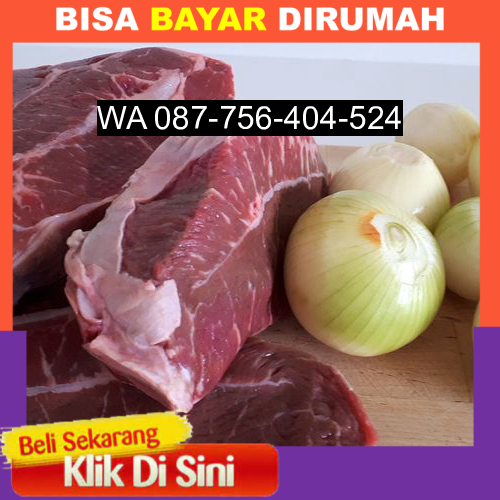 BISA BAYAR DIRUMAH
WA 087-756-404-524
Beli Sekarang
Klik Di Sini